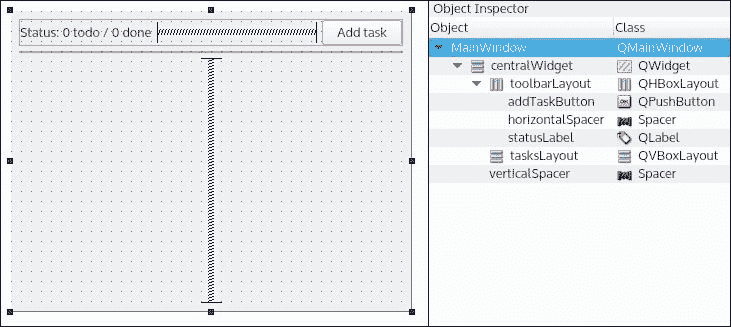 Status: 0 todo / 0 done
Add task
Object Inspector
Object Class
MainWindow QMainWindow
centralWidget QWidget
toolbarLayout QHBoxLayout
addTaskButton QPushButton
horizontalSpacer Spacer
statusLabel QLabel
tasksLayout QVBoxLayout
verticalSpacer Spacer